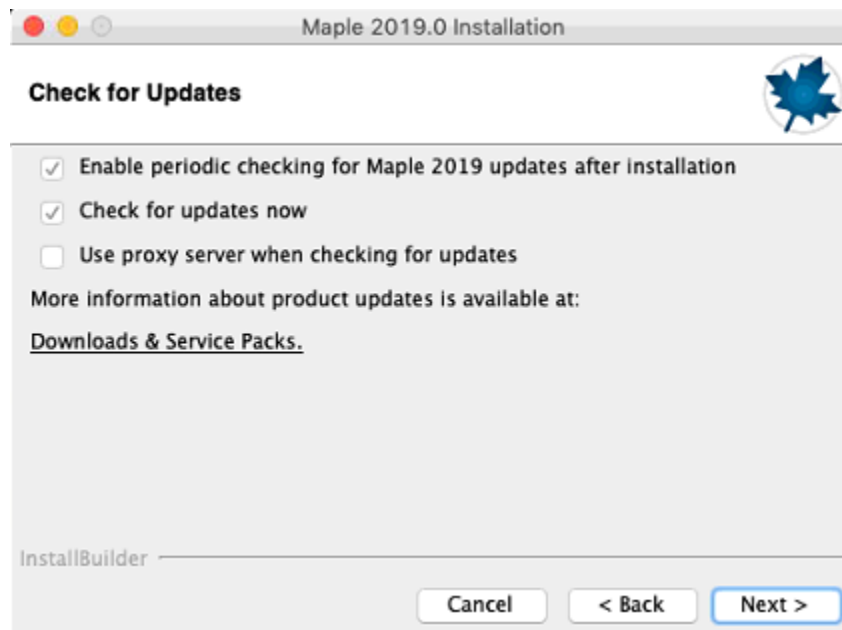 Maple 2019.0 Installation
Check for Updates
Enable periodic checking for Maple 2019 updates after installation
Check for updates now
Use proxy server when checking for updates
More information about product updates is available at:
Downloads & Service Packs.
InstallBuilder
Cancel
< Back
Next >